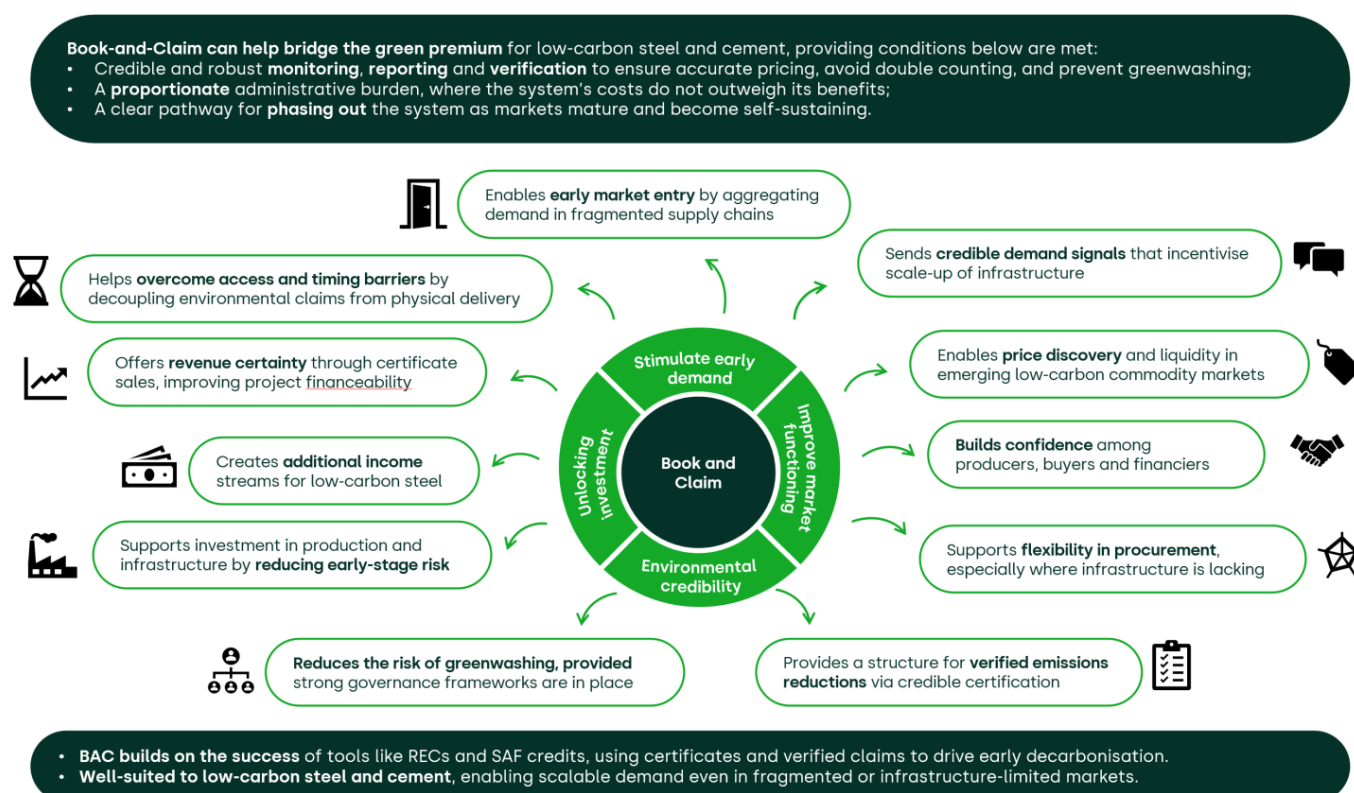 Book-and-Claim can help bridge the green premium for low-carbon steel and cement, providing conditions below are met:
• Credible and robust monitoring, reporting and verification to ensure accurate pricing, avoid double counting, and prevent greenwashing;
• A proportionate administrative burden, where the system's costs do not outweigh its benefits;
• A clear pathway for phasing out the system as markets mature and become self-sustaining.
Enables early market entry by aggregating
demand in fragmented supply chains
Helps overcome access and timing barriers by
decoupling environmental claims from physical delivery
Sends credible demand signals that incentivise
scale-up of infrastructure
Offers revenue certainty through certificate
sales, improving project financeability
Enables price discovery and liquidity in
emerging low-carbon commodity markets
Creates additional income
streams for low-carbon steel
Builds confidence among
producers, buyers and financiers
Supports investment in production and
infrastructure by reducing early-stage risk
Supports flexibility in procurement,
especially where infrastructure is lacking
Stimulate early
demand
Improve market
functioning
Environmental
credibility
Unlocking
investment
Book and
Claim
Reduces the risk of greenwashing, provided
strong governance frameworks are in place
Provides a structure for verified emissions
reductions via credible certification
• BAC builds on the success of tools like RECs and SAF credits, using certificates and verified claims to drive early decarbonisation.
• Well-suited to low-carbon steel and cement, enabling scalable demand even in fragmented or infrastructure-limited markets.